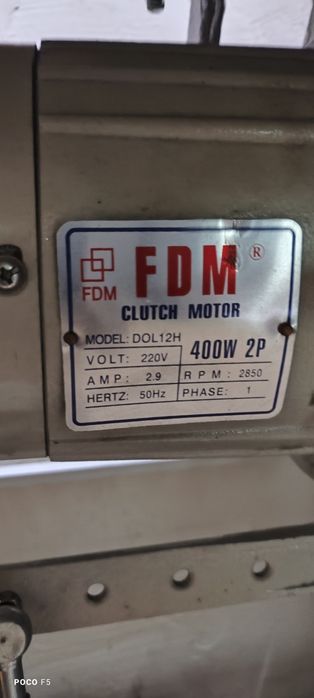 FDM ®
FDM
CLUTCH MOTOR
MODEL: DOL12H
400W 2P
VOLT: 220V
AMP: 2.9 RPM: 2850
HERTZ: 50Hz PHASE: 1
POCO F5